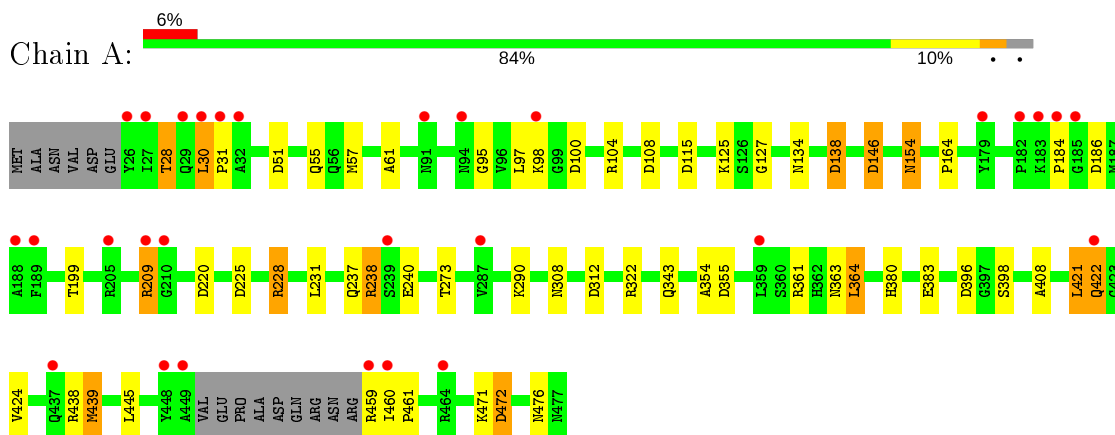 6%
Chain A:
84%
10%
MET ALA ASN VAL ASP GLU Y26 I27 T28 Q29 L30 P31 A32 D51 Q55 Q56 M57 A61 N91 N94 G95 V96 L97 K98 G99 D100 R104 D108 D115 K125 S126 G127 N134 D138 D146 N154 P164 Y179 P182 K183 P184 G185 D186 M187
A188 F189 T199 R205 R209 G210 D220 D225 R228 L231 Q237 R238 S239 E240 T273 V287 K290 N308 D312 R322 Q343 A354 D355 L359 S360 R361 H362 N363 L364 H380 E383 D396 G397 S398 A408 L421 Q422 G423
V424 Q437 R438 M439 L445 Y448 A449 VAL GLU PRO ALA ASP GLN ARG ASN ARG R459 I460 P461 R464 K471 D472 N476 N477